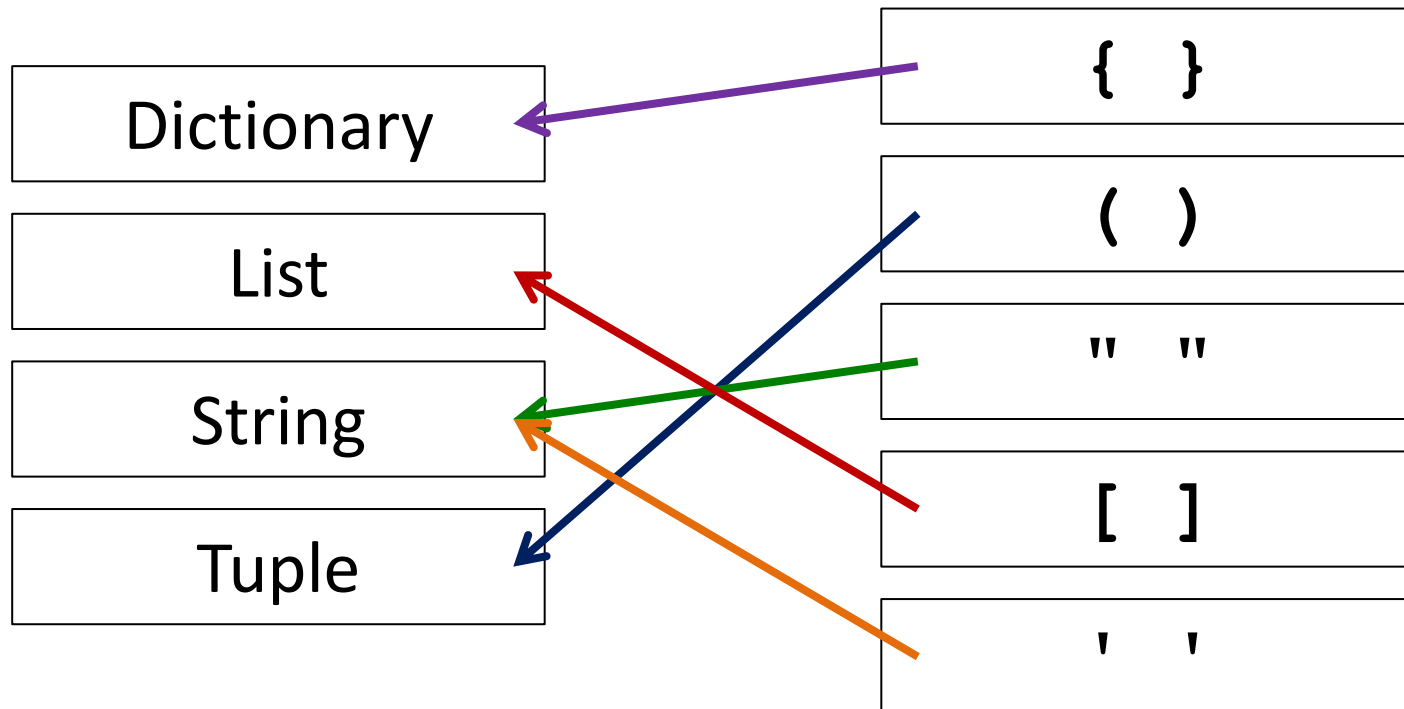 Dictionary
List
String
Tuple
{ }
( )
" "
[ ]
' '